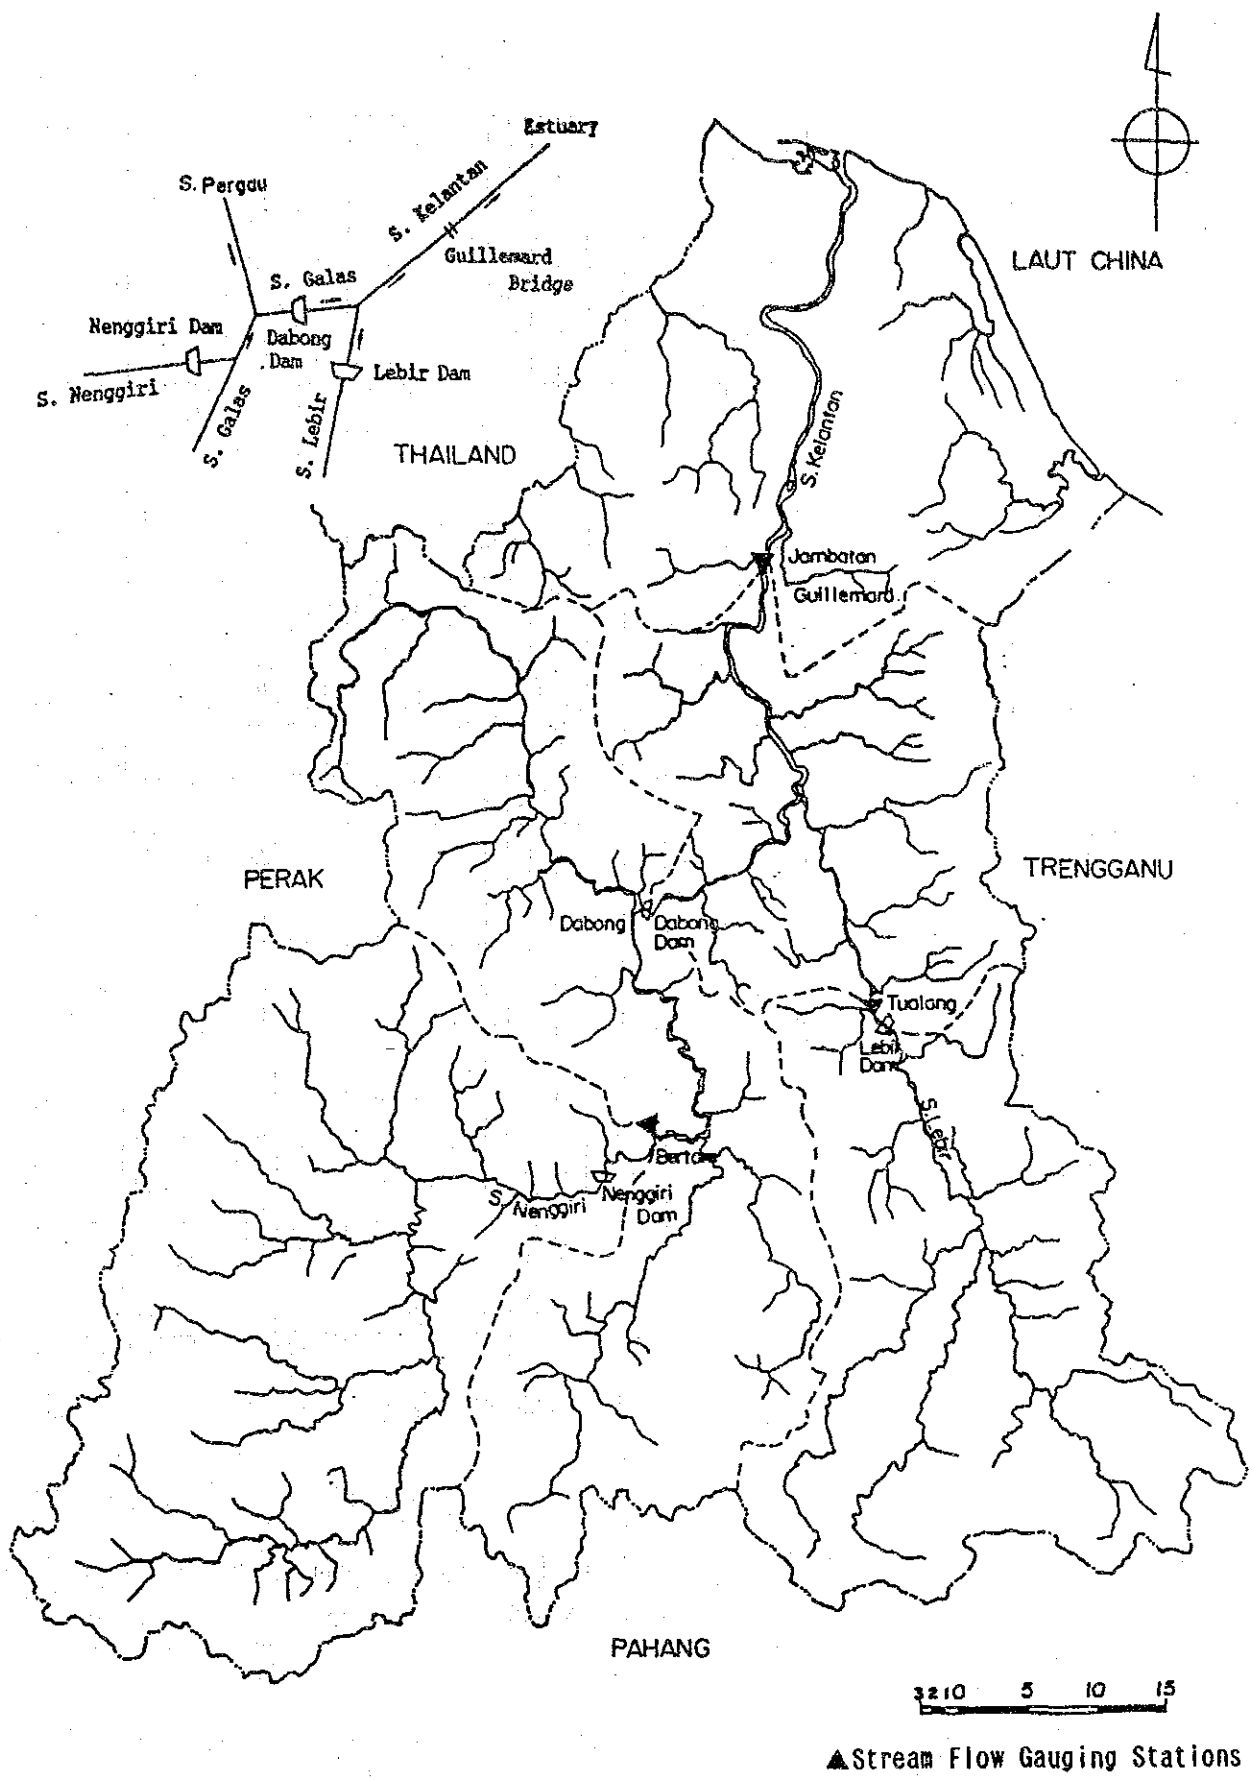 Estuary
S. Pergau
S. Kelantan
Guillemard
Bridge
S. Galas
Nenggiri Dam
Dabong
Dam
Lebir Dam
S. Nenggiri
S. Galas
S. Lebir
LAUT CHINA
THAILAND
S. Kelantan
Jambatan
Guillemard
PERAK
TRENGGANU
Dabong
Dabong
Dam
Tualang
Lebir
Dam
S. Lebir
Bertam
S. Nenggiri
Nenggiri
Dam
PAHANG
3 2 1 0 5 10 15
▲Stream Flow Gauging Stations